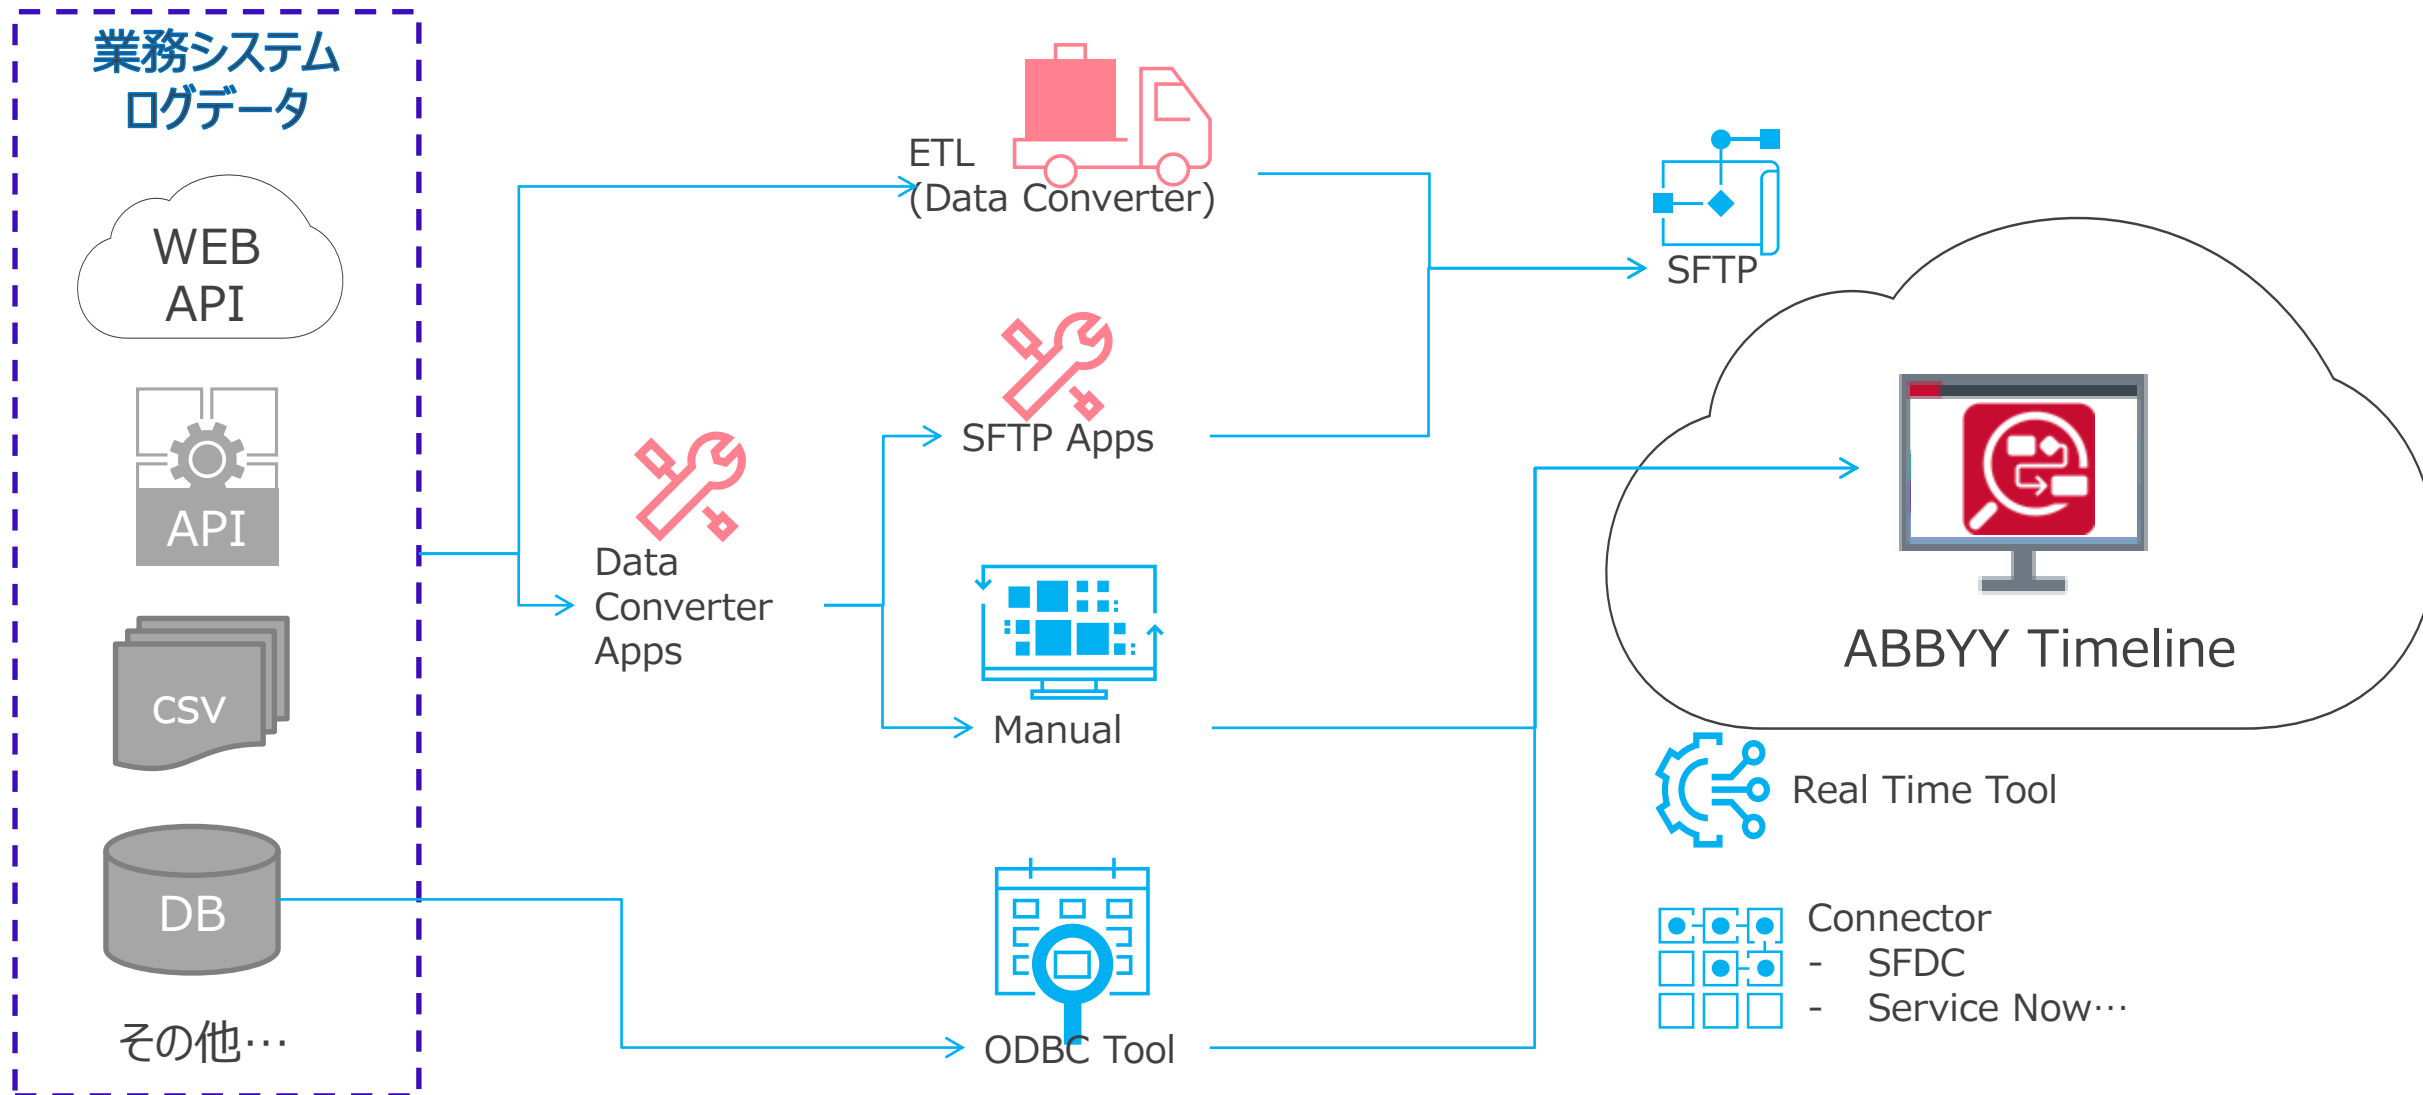 業務システム
ログデータ
WEB
API
API
csv
DB
その他…
ETL
(Data Converter)
SFTP Apps
Data
Converter
Apps
Manual
ODBC Tool
SFTP
ABBYY Timeline
Real Time Tool
Connector
- SFDC
- Service Now…